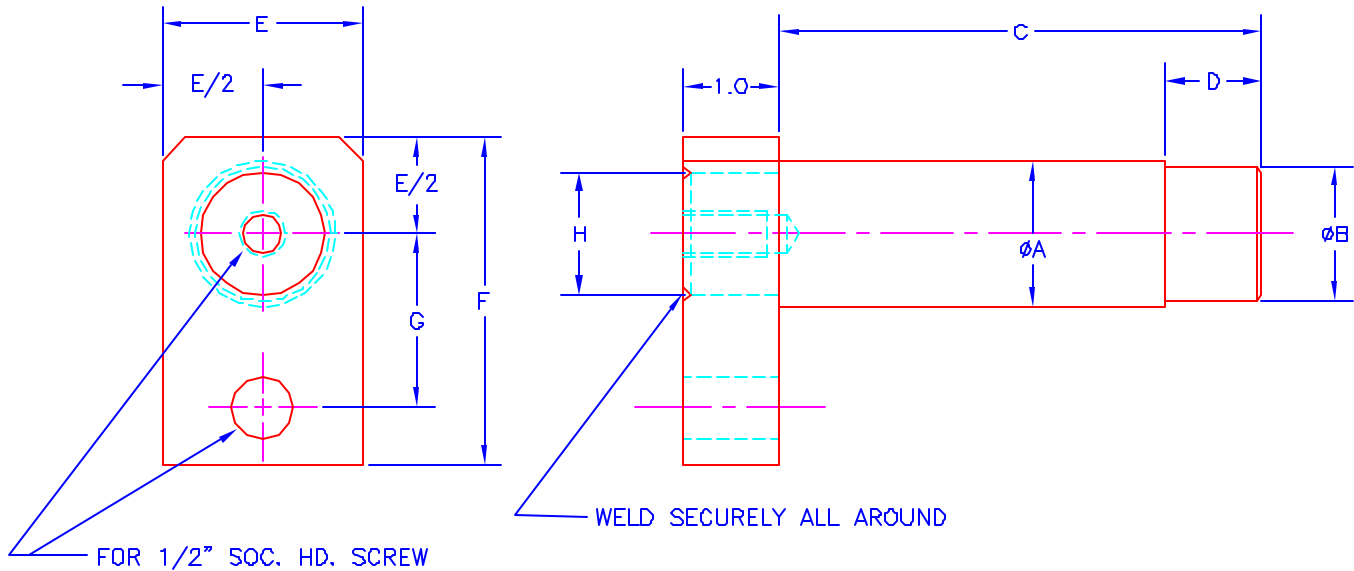 E
E/2
E/2
G
F
C
D
1.0
H
ØA
ØB
WELD SECURELY ALL AROUND
FOR 1/2" SOC. HD. SCREW